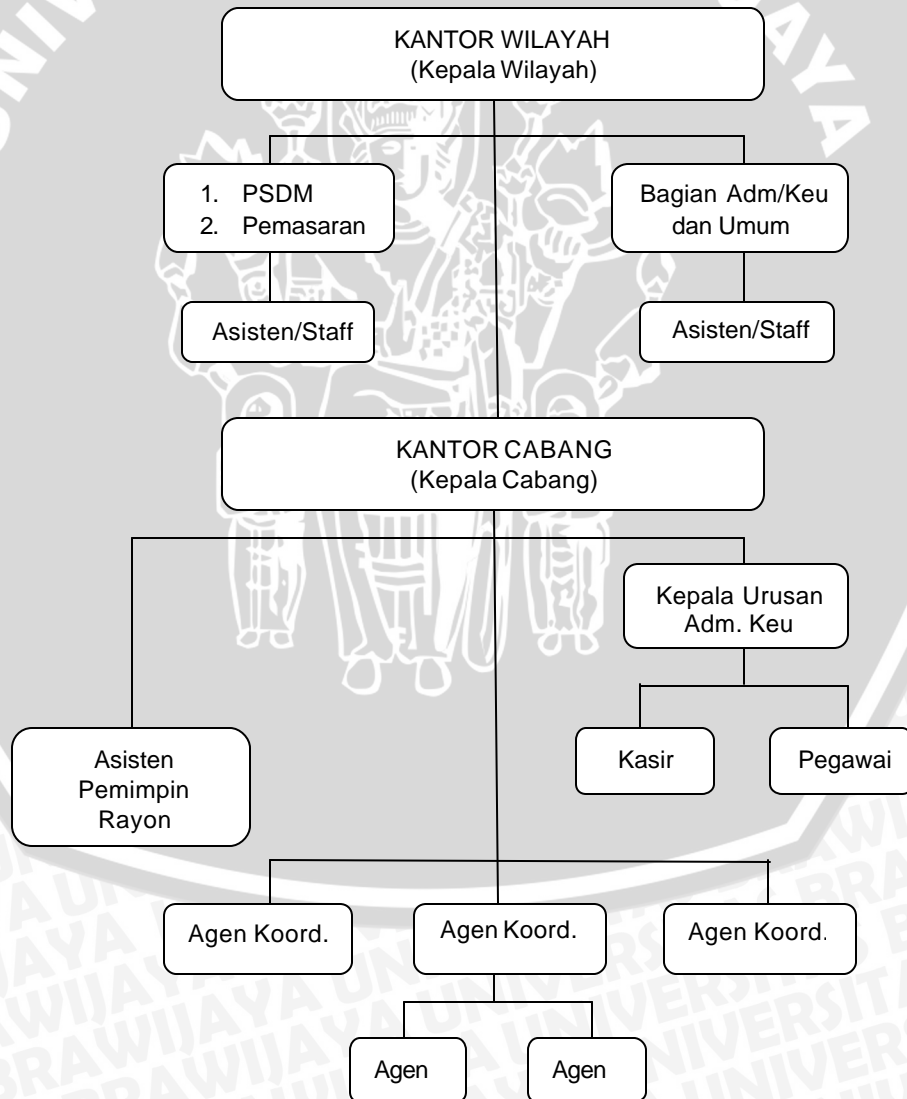 KANTOR WILAYAH
(Kepala Wilayah)
1. PSDM
2. Pemasaran
Bagian Adm/Keu
dan Umum
Asisten/Staff
Asisten/Staff
KANTOR CABANG
(Kepala Cabang)
Kepala Urusan
Adm. Keu
Asisten
Pemimpin
Rayon
Kasir
Pegawai
Agen Koord.
Agen Koord.
Agen Koord.
Agen
Agen